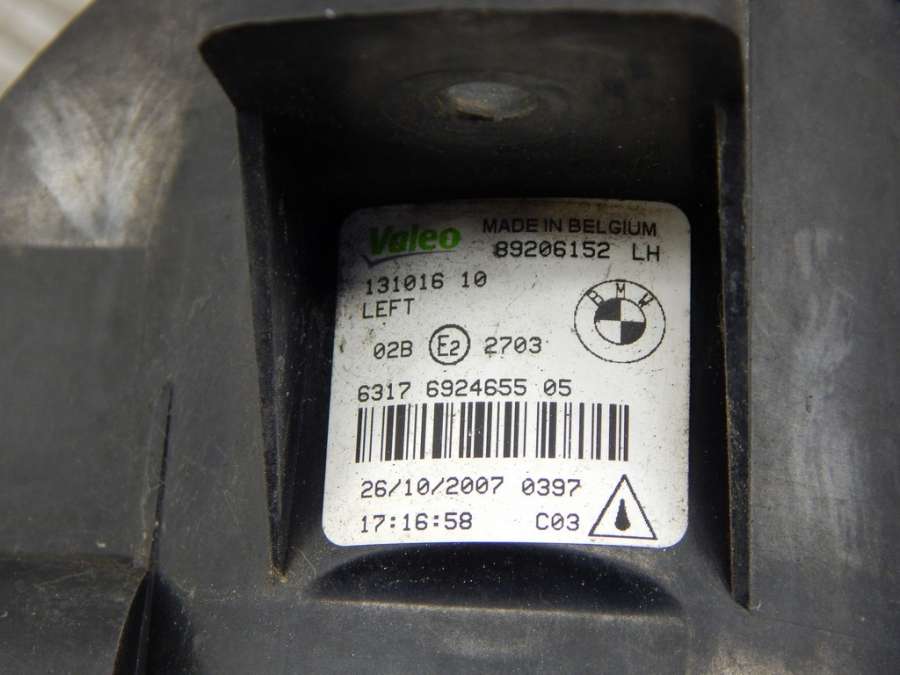 Valeo MADE IN BELGIUM
89206152 LH
131016 10
LEFT
BMW
02B E2 2703
6317 6924655 05
26/10/2007 0397
17:16:58 C03